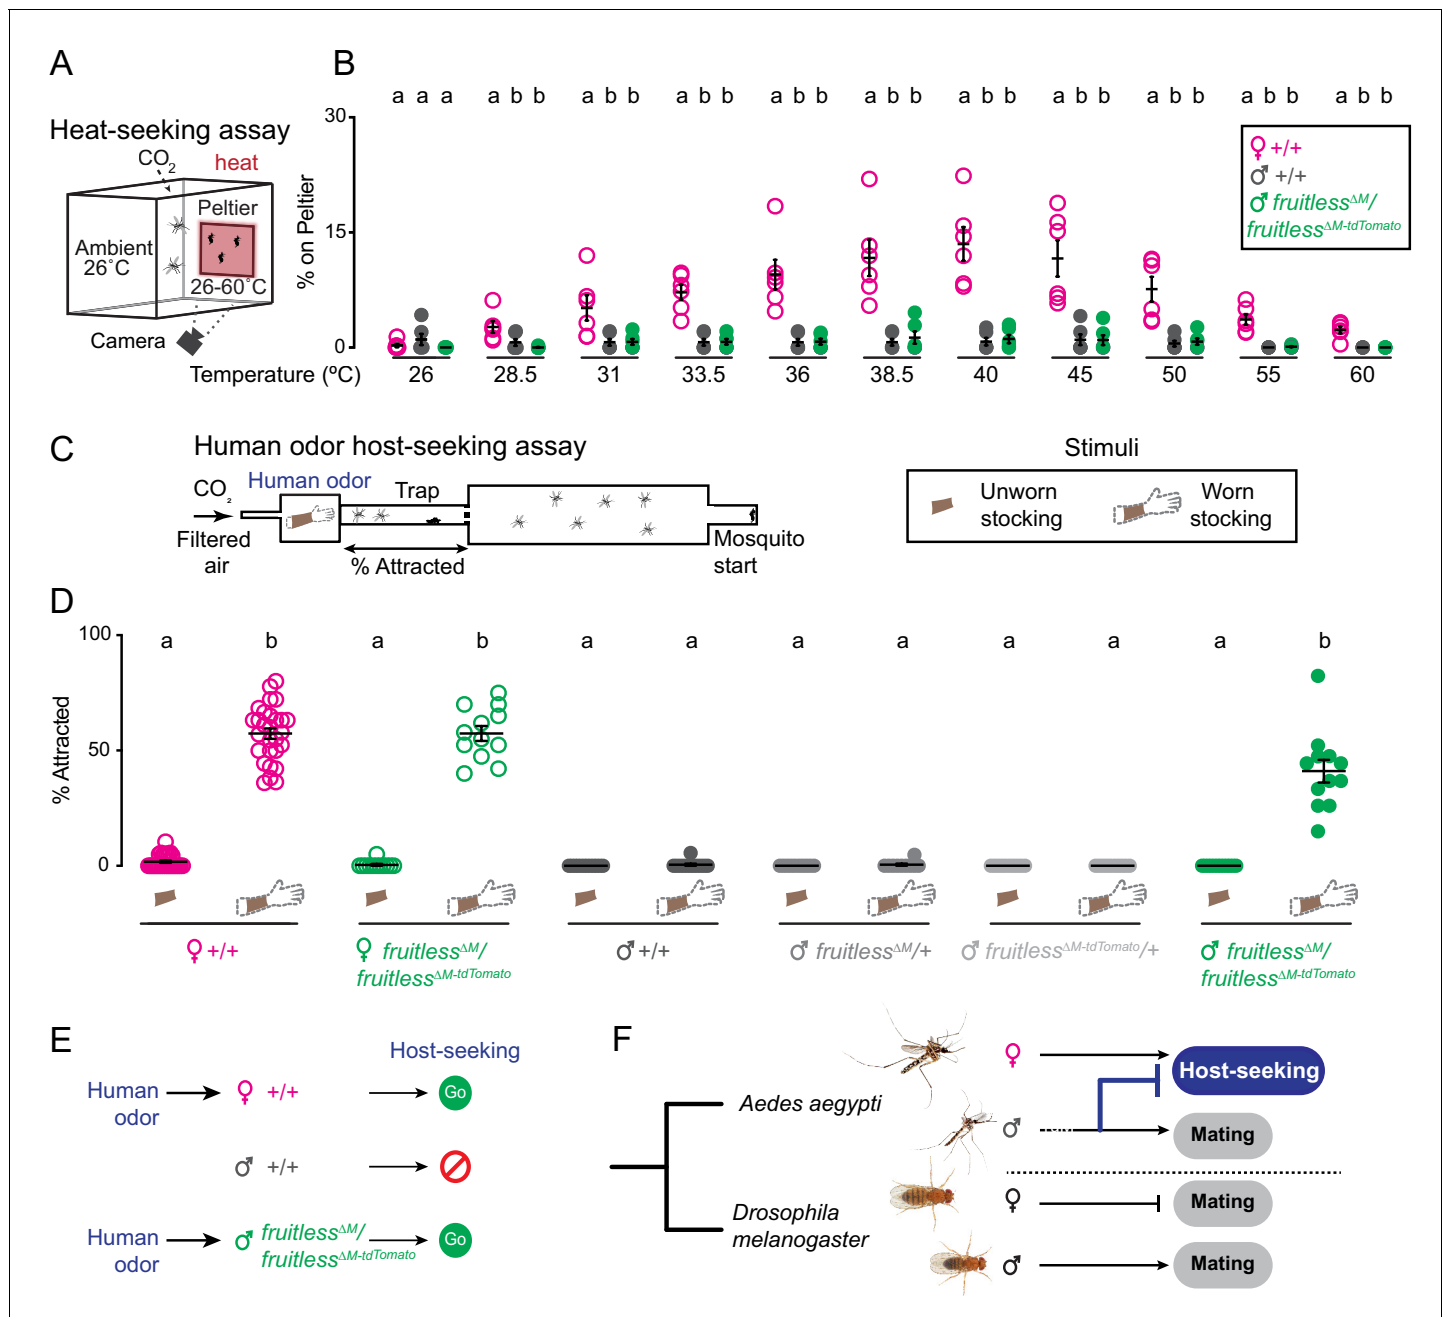 A
Heat-seeking assay
CO2
heat
Peltier
Ambient
26˚C
26-60˚C
Camera
B
a a a a b b a b b a b b a b b a b b a b b a b b a b b a b b a b b
30
15
0
% on Peltier
♀ +/+
♂ +/+
♂ fruitlessΔM/
fruitlessΔM-tdTomato
Temperature (ºC) 26 28.5 31 33.5 36 38.5 40 45 50 55 60
C
Human odor host-seeking assay
CO2
Human odor
Trap
Filtered
air
% Attracted
Mosquito
start
Stimuli
Unworn
stocking
Worn
stocking
D
100
50
0
% Attracted
a b a b a a a a a a a b
♀ +/+
♀ fruitlessΔM/
fruitlessΔM-tdTomato
♂ +/+
♂ fruitlessΔM/+
♂ fruitlessΔM-tdTomato/+
♂ fruitlessΔM/
fruitlessΔM-tdTomato
E
Host-seeking
Human
odor
♀ +/+
Go
♂ +/+
Human
odor
♂ fruitlessΔM/
fruitlessΔM-tdTomato
Go
F
Aedes aegypti
Drosophila
melanogaster
♀
Host-seeking
♂
Mating
♀
Mating
♂
Mating